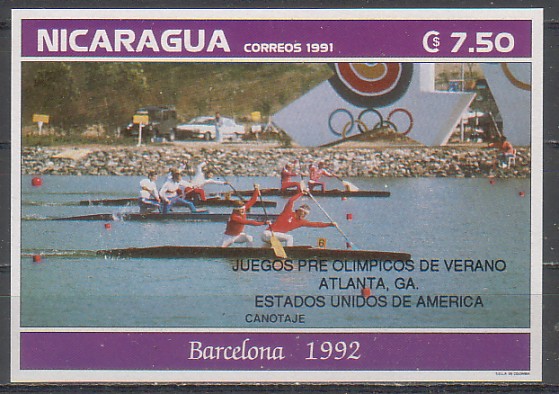 NICARAGUA CORREOS 1991 C$ 7.50
6
JUEGOS PRE OLIMPICOS DE VERANO
ATLANTA, GA.
ESTADOS UNIDOS DE AMERICA
CANOTAJE
Barcelona 1992